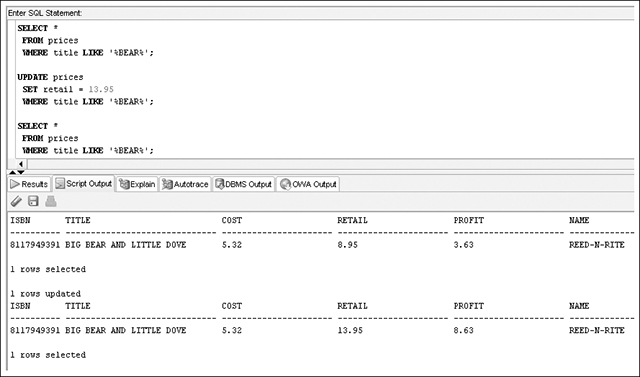 Enter SQL Statement:
SELECT *
FROM prices
WHERE title LIKE '%BEAR%';
UPDATE prices
SET retail = 13.95
WHERE title LIKE '%BEAR%';
SELECT *
FROM prices
WHERE title LIKE '%BEAR%';
Results Script Output Explain Autotrace DBMS Output OWA Output
ISBN TITLE COST RETAIL PROFIT NAME
---------- ------------------------------ ---------------------- ---------------------- ---------------------- -----------------------
8117949391 BIG BEAR AND LITTLE DOVE 5.32 8.95 3.63 REED-N-RITE
1 rows selected
1 rows updated
ISBN TITLE COST RETAIL PROFIT NAME
---------- ------------------------------ ---------------------- ---------------------- ---------------------- -----------------------
8117949391 BIG BEAR AND LITTLE DOVE 5.32 13.95 8.63 REED-N-RITE
1 rows selected